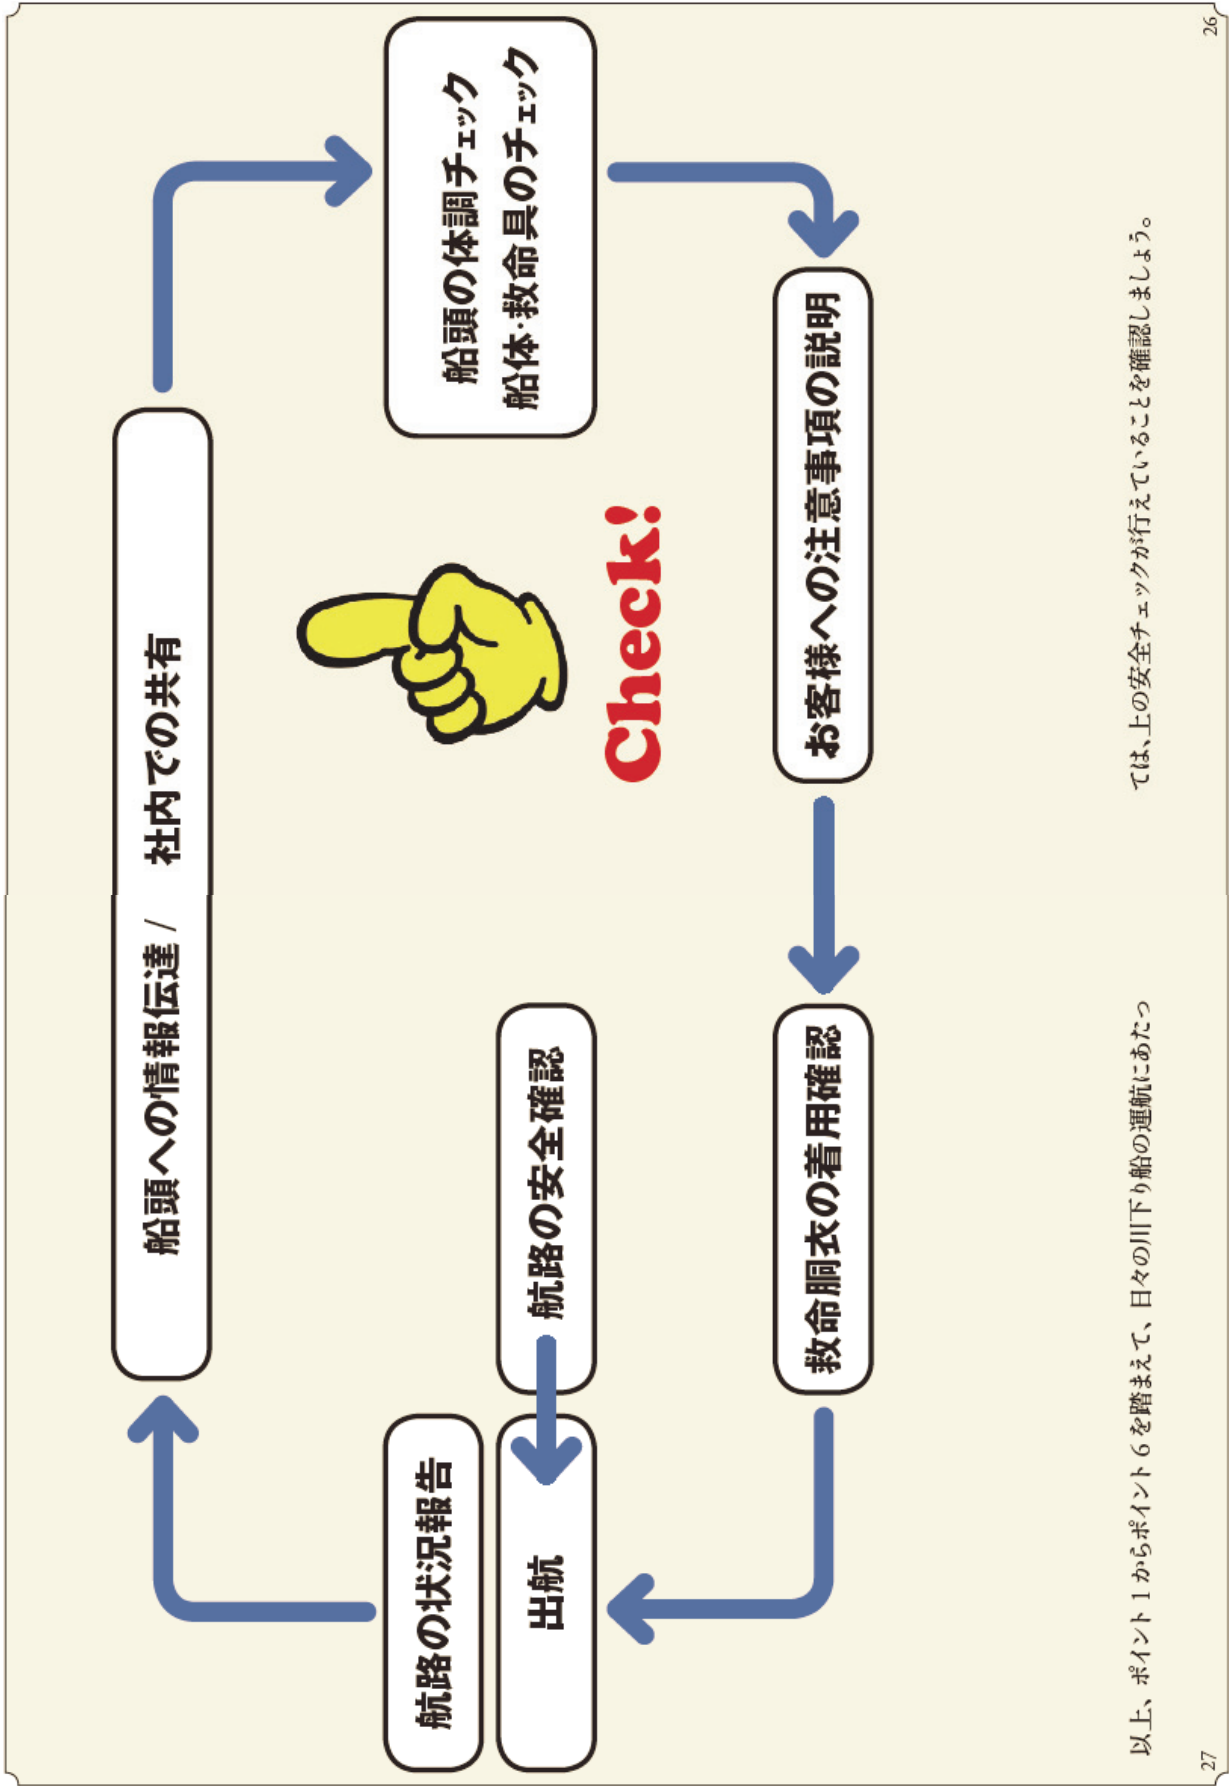 船頭への情報伝達 / 社内での共有
船頭の体調チェック
船体・救命具のチェック
Check!
お客様への注意事項の説明
救命胴衣の着用確認
航路の安全確認
出航
航路の状況報告
以上、ポイント1からポイント6を踏まえて、日々の川下り船の運航にあたっ
ては、上の安全チェックが行えていることを確認しましょう。
27
26